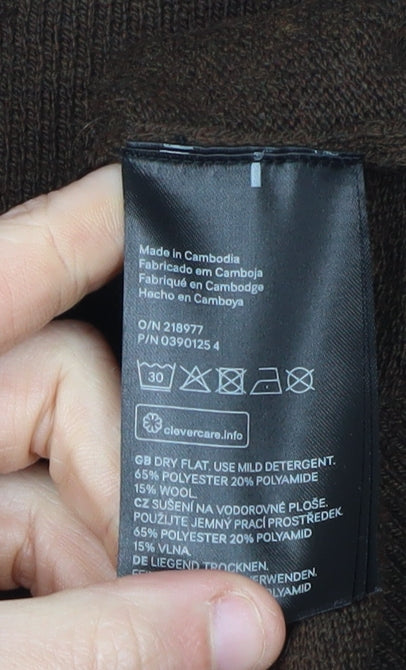 Made in Cambodia
Fabricado em Camboja
Fabriqué en Cambodge
Hecho en Camboya
O/N 218977
P/N 0390125 4
30
clevercare.info
GB DRY FLAT. USE MILD DETERGENT.
65% POLYESTER 20% POLYAMIDE
15% WOOL.
CZ SUŠENÍ NA VODOROVNÉ PLOŠE.
POUŽIJTE JEMNÝ PRACÍ PROSTŘEDEK.
65% POLYESTER 20% POLYAMID
15% VLNA.
DE LIEGEND TROCKNEN.
VERWENDEN.